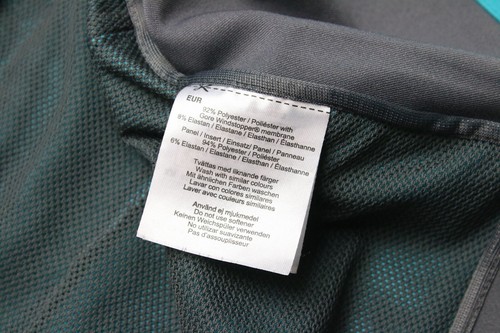 EUR
92% Polyester / Poliéster with
Gore Windstopper® membrane
8% Elastan / Elastane / Elasthan / Élasthanne
Panel / Insert / Einsatz/ Panel / Panneau
94% Polyester / Poliéster
6% Elastan / Elastane / Elasthan / Élasthanne
Tvättas med liknande färger
Wash with similar colours
Mit ähnlichen Farben waschen
Lavar con colores similares
Laver avec couleurs similaires
Använd ej mjukmedel
Do not use softener
Keinen Weichspüler verwenden
No utilizar suavizante
Pas d'assouplisseur